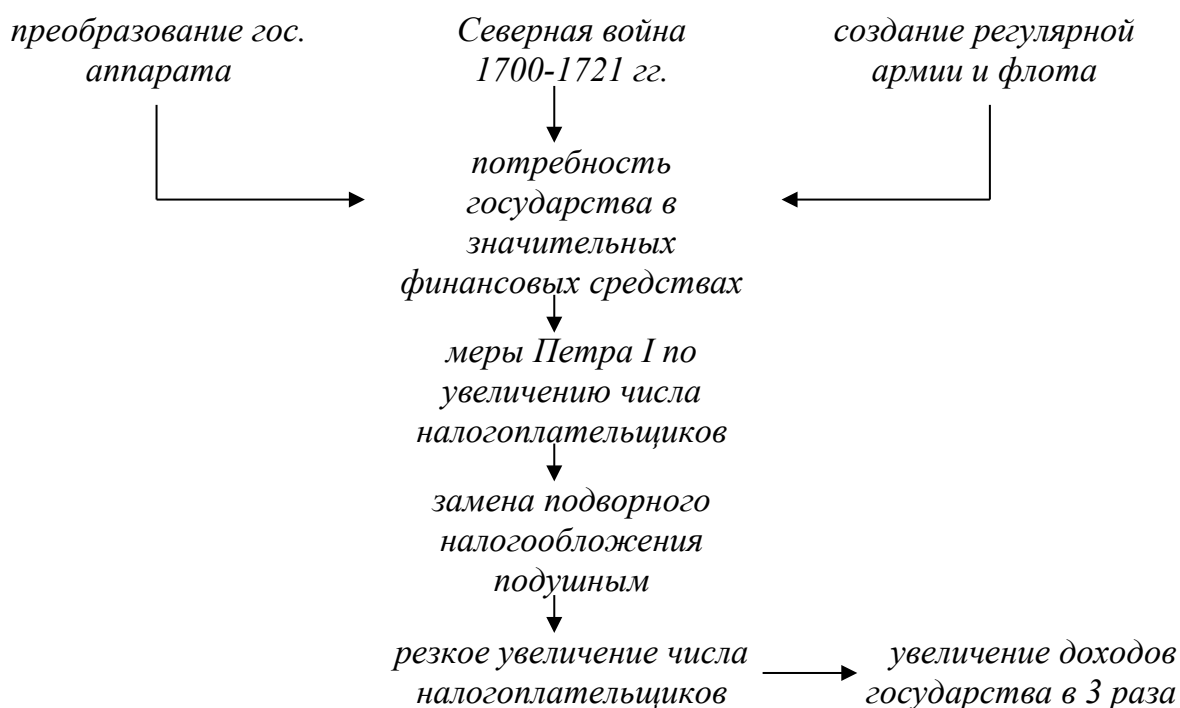 преобразование гос.
аппарата
Северная война
1700-1721 гг.
создание регулярной
армии и флота
потребность
государства в
значительных
финансовых средствах
меры Петра I по
увеличению числа
налогоплательщиков
замена подворного
налогообложения
подушным
резкое увеличение числа
налогоплательщиков
увеличение доходов
государства в 3 раза